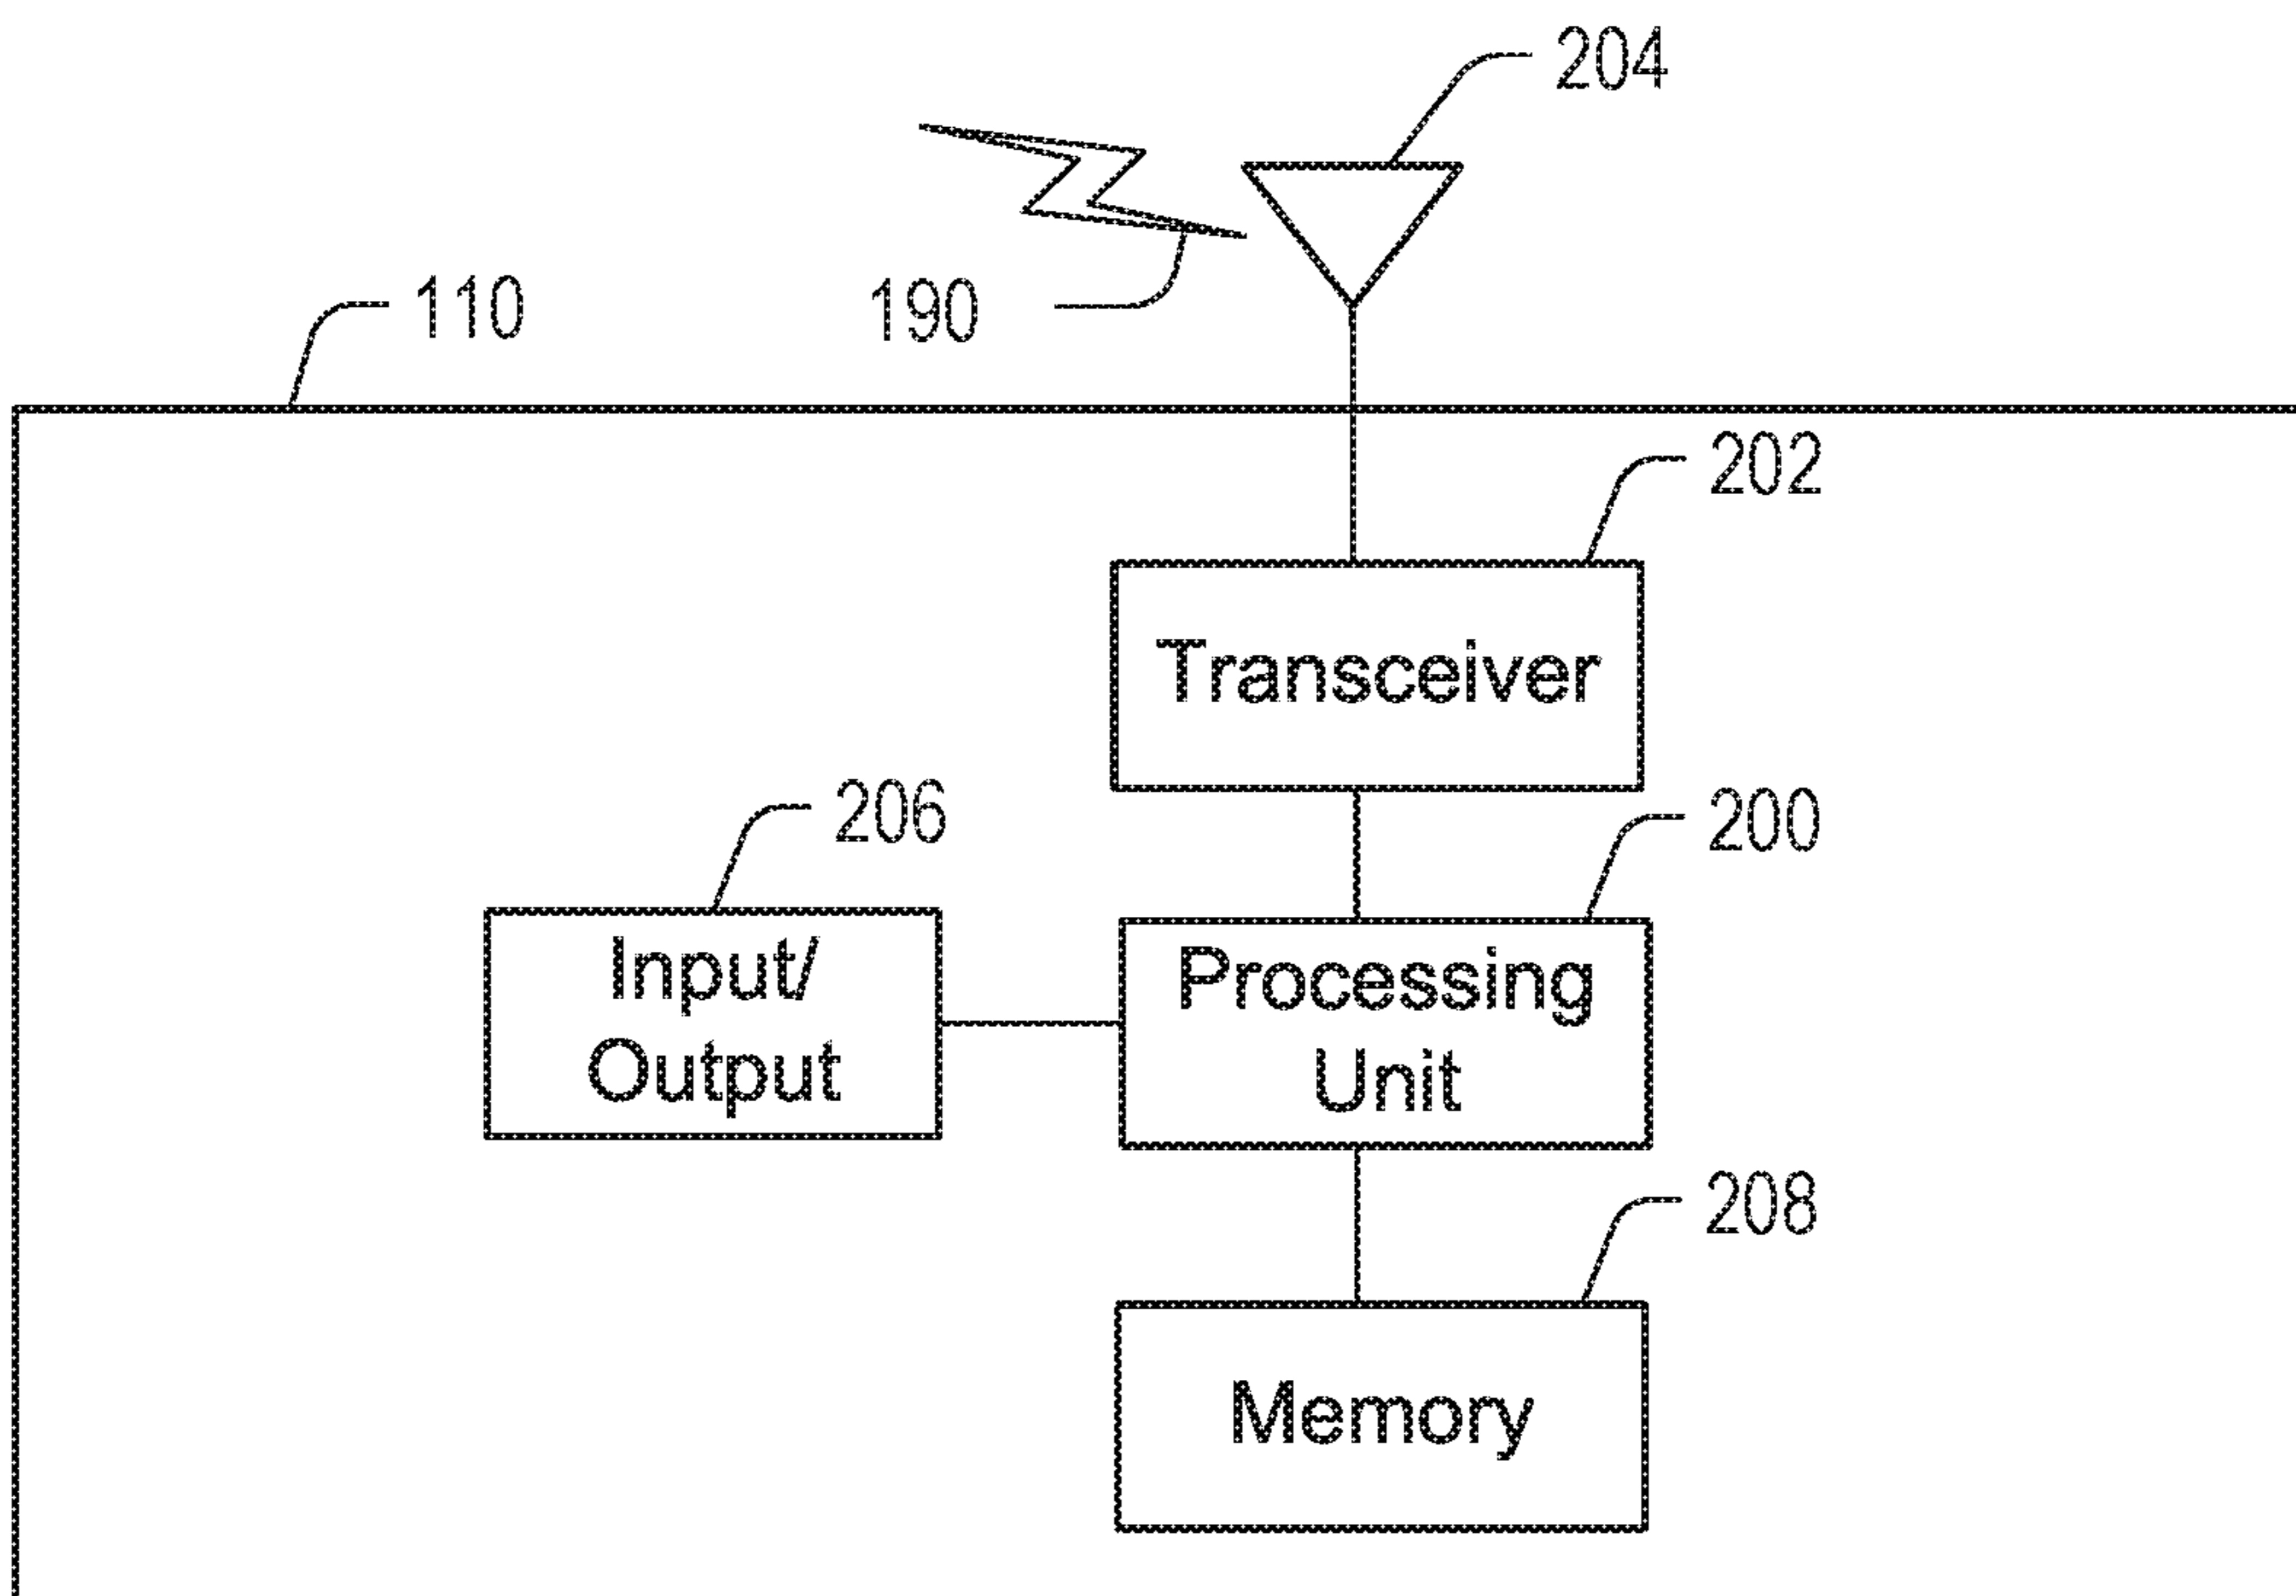 204
190
110
202
Transceiver
206
200
Input/
Output
Processing
Unit
208
Memory